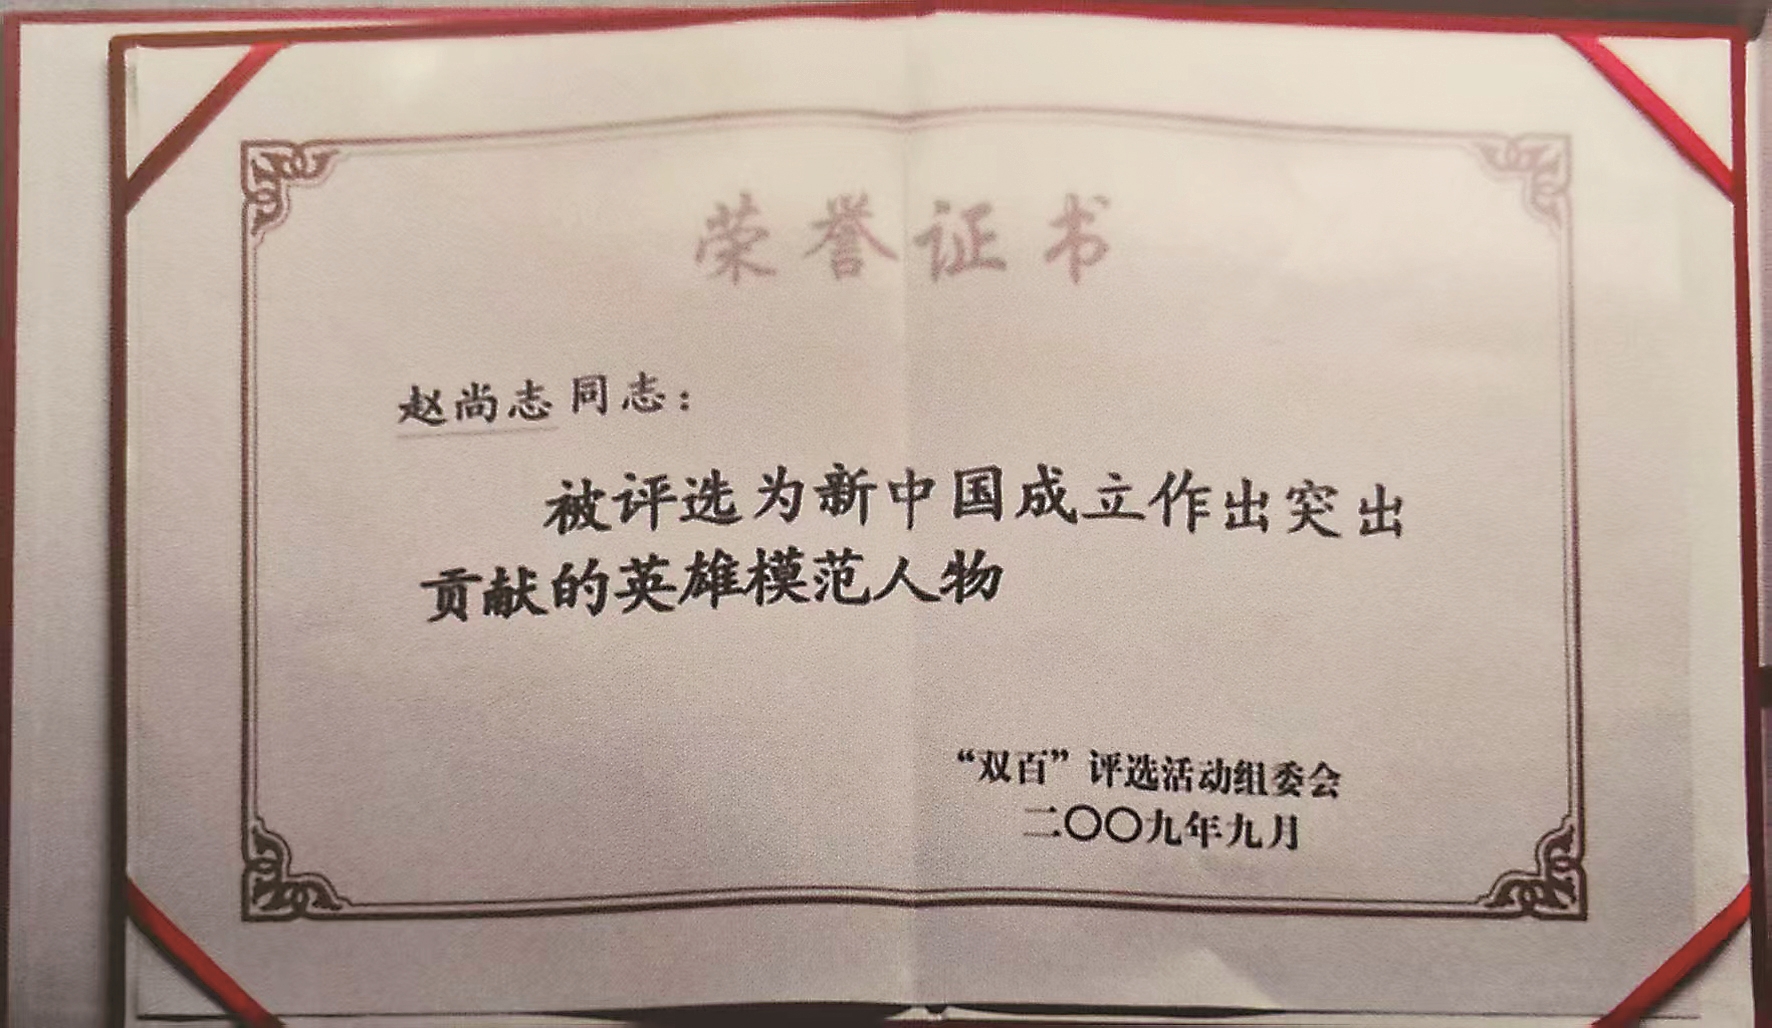 荣誉证书
赵尚志同志：
被评选为新中国成立作出突出
贡献的英雄模范人物
“双百”评选活动组委会
二〇〇九年九月